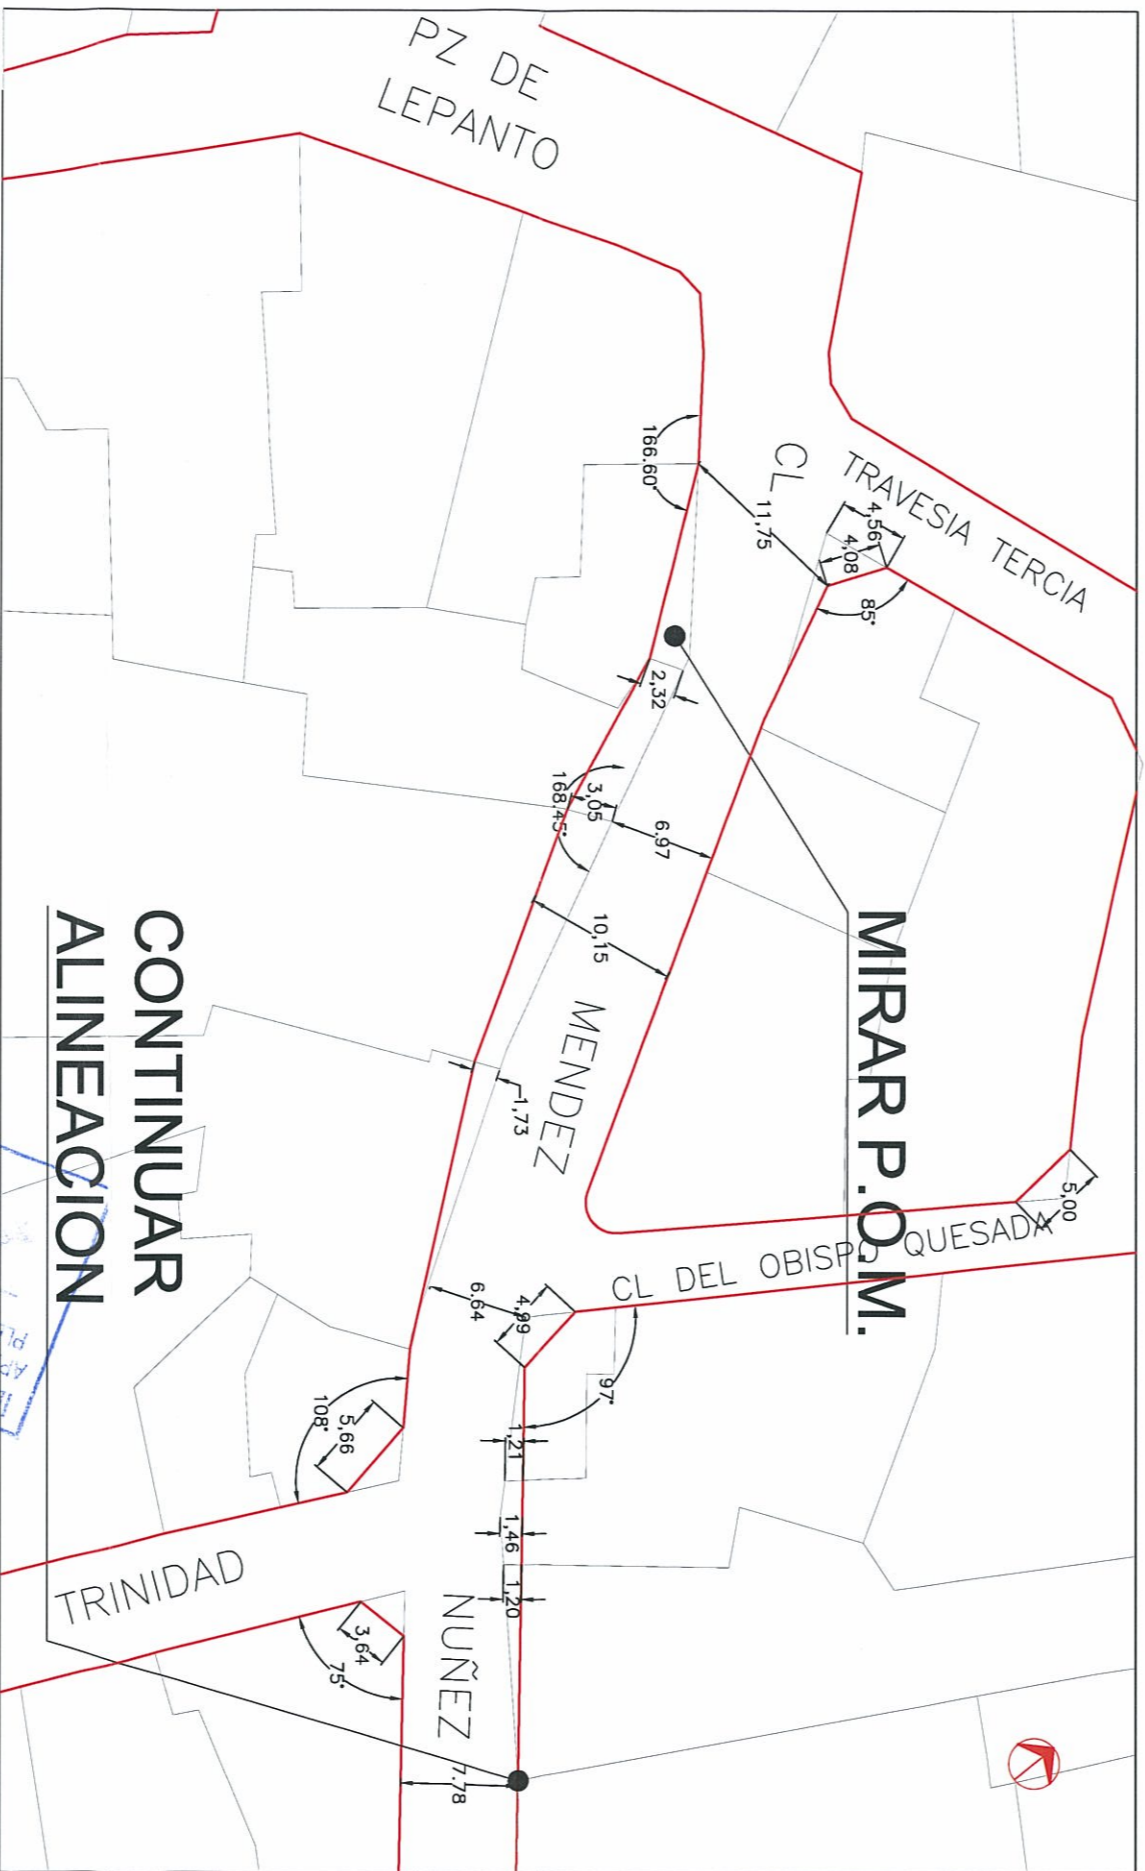 PZ DE
LEPANTO
CL
TRAVESIA TERCIA
4,56
4,08
85°
11,75
166.60°
2,32
3,05
168.45°
6.97
10,15
MIRAR P.O.M.
MENDEZ
1,73
5,00
CL DEL OBISPO QUESADA
6.64
4,99
97°
108°
5,66
1,21
1,46
1,20
TRINIDAD
3,64
75°
NUÑEZ
7.78
CONTINUAR
ALINEACION